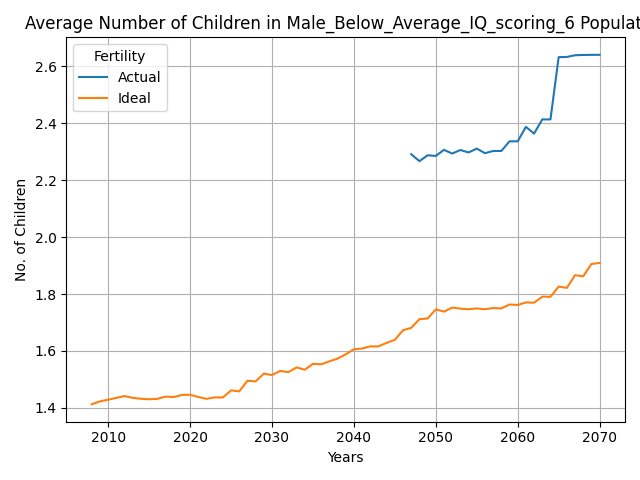 Average Number of Children in Male_Below_Average_IQ_scoring_6 Populat
Fertility
Actual
Ideal
2.6
2.4
2.2
2.0
1.8
1.6
1.4
No. of Children
2010 2020 2030 2040 2050 2060 2070
Years